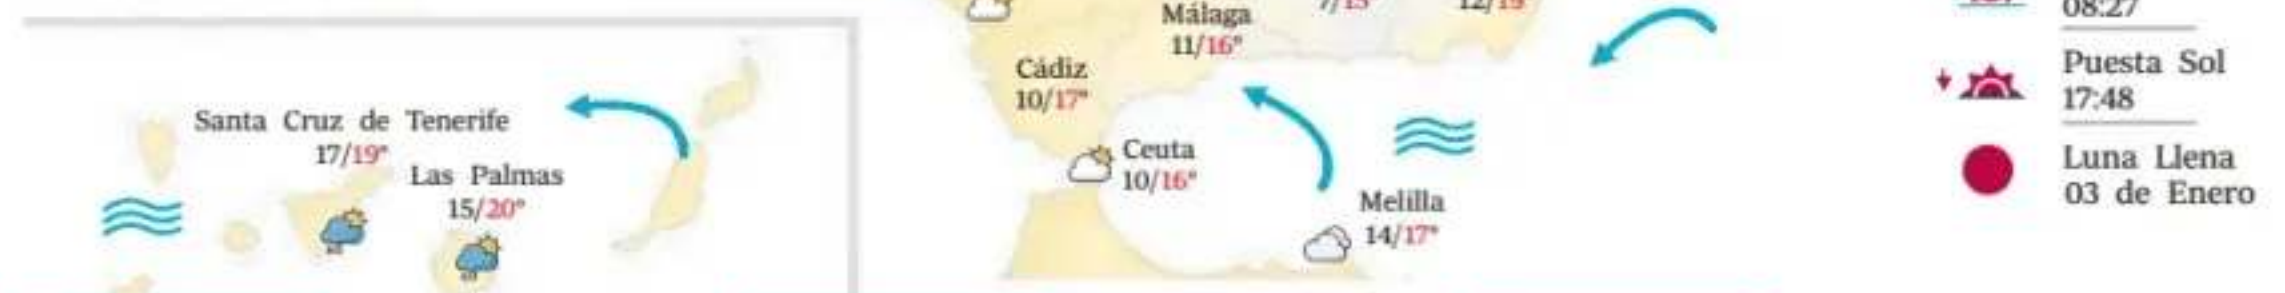 Málaga
11/16°
Cádiz
10/17°
Ceuta
10/16°
Melilla
14/17°
Santa Cruz de Tenerife
17/19°
Las Palmas
15/20°
08:27
Puesta Sol
17:48
Luna Llena
03 de Enero